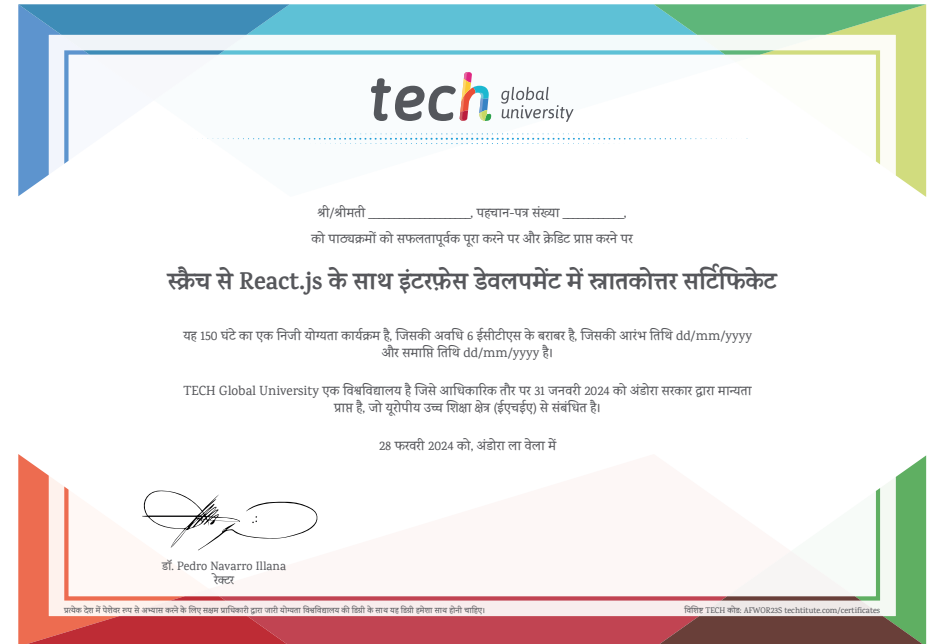 tech global university
श्री/श्रीमती ________________, पहचान-पत्र संख्या __________,
को पाठ्यक्रमों को सफलतापूर्वक पूरा करने पर और क्रेडिट प्राप्त करने पर
स्क्रैच से React.js के साथ इंटरफ़ेस डेवलपमेंट में स्नातकोत्तर सर्टिफिकेट
यह 150 घंटे का एक निजी योग्यता कार्यक्रम है, जिसकी अवधि 6 ईसीटीएस के बराबर है, जिसकी आरंभ तिथि dd/mm/yyyy
और समाप्ति तिथि dd/mm/yyyy है।
TECH Global University एक विश्वविद्यालय है जिसे आधिकारिक तौर पर 31 जनवरी 2024 को अंडोरा सरकार द्वारा मान्यता
प्राप्त है, जो यूरोपीय उच्च शिक्षा क्षेत्र (ईएचईए) से संबंधित है।
28 फरवरी 2024 को, अंडोरा ला वेला में
डॉ. Pedro Navarro Illana
रेक्टर
प्रत्येक देश में पेशेवर रुप से अभ्यास करने के लिए सक्षम प्राधिकारी द्वारा जारी योग्यता विश्वविद्यालय की डिग्री के साथ यह डिग्री हमेशा साथ होनी चाहिए।
विशिष्ट TECH कोड: AFWOR23S techtitute.com/certificates